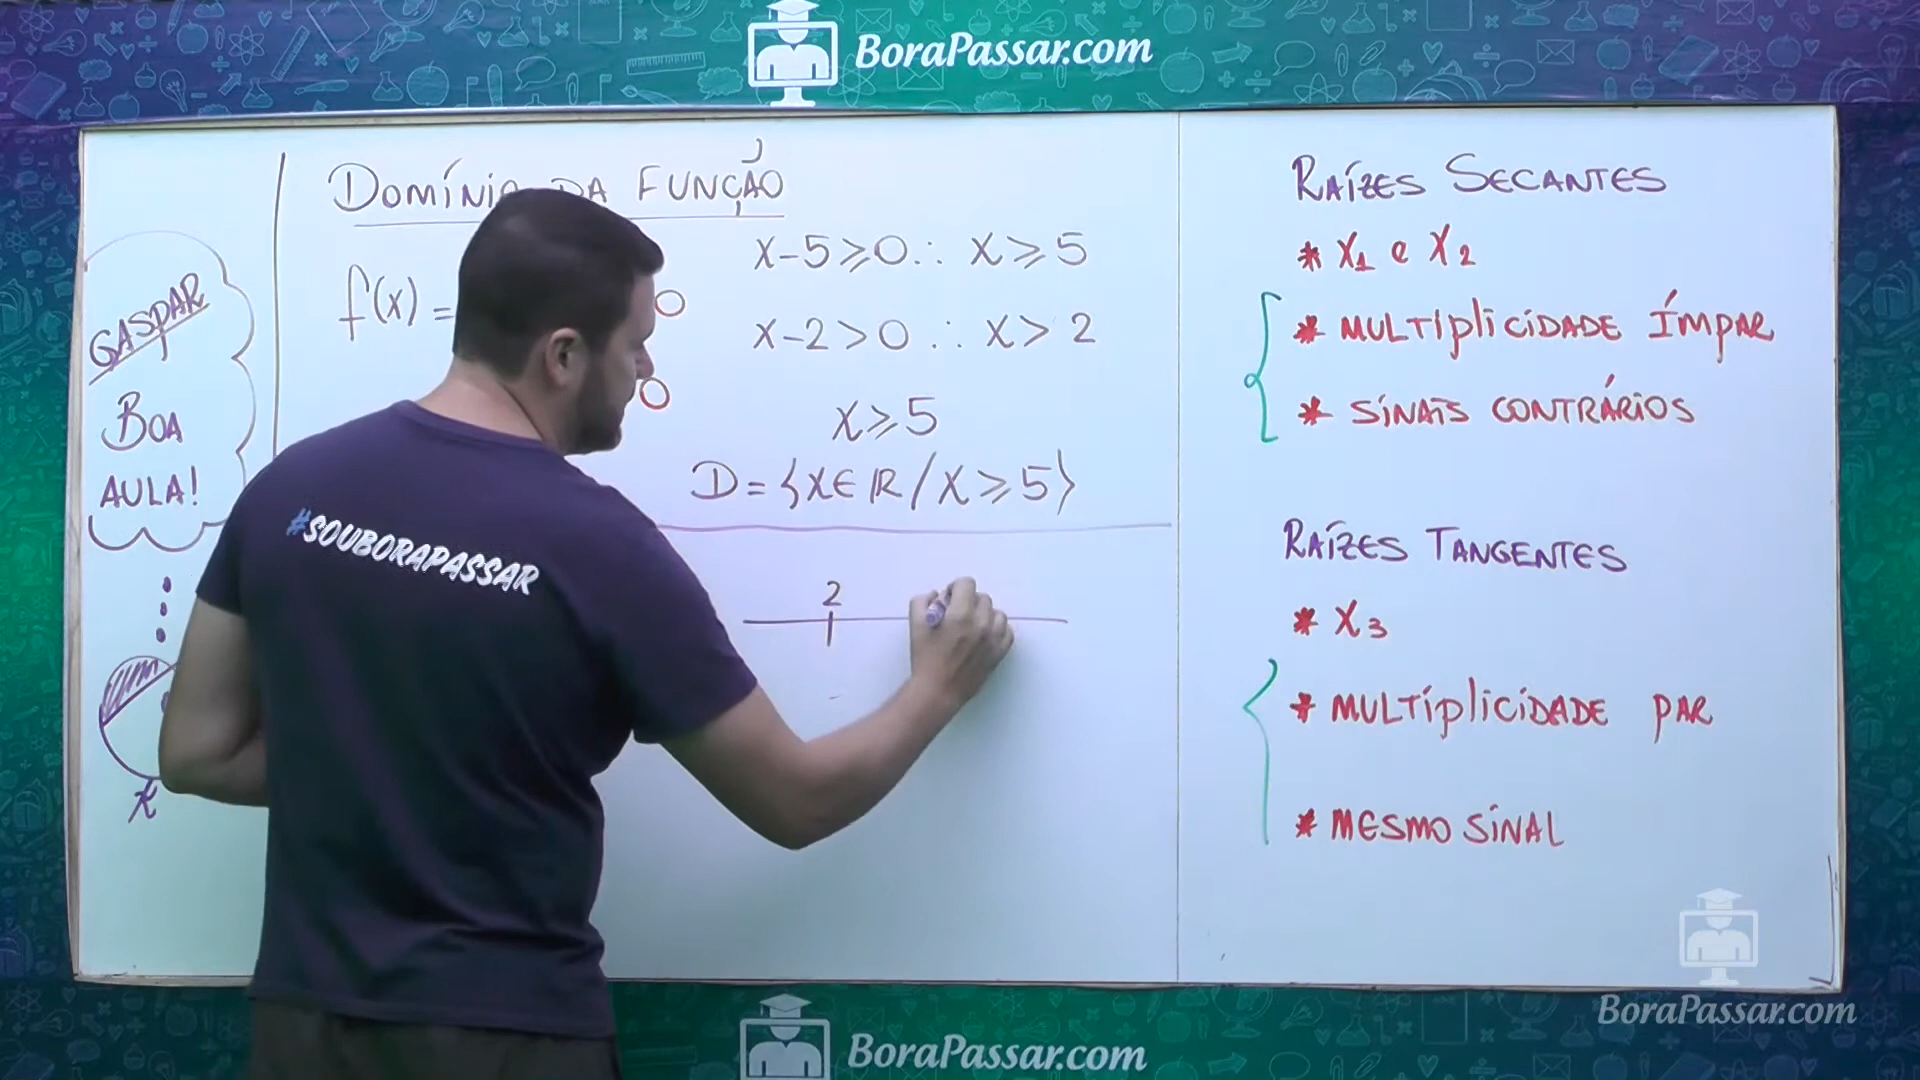 BoraPassar.com
DOMÍNIO DA FUNÇÃO
f(x) =
0
0
x-5⩾0 ∴ x⩾5
x-2>0 ∴ x>2
x⩾5
D={x∈ℝ/x⩾5}
2
GASPAR
BOA
AULA!
x
#SOUBORAPASSAR
RAÍZES SECANTES
* X₁ e X₂
* MULTIPLICIDADE ÍMPAR
* SINAIS CONTRÁRIOS
RAÍZES TANGENTES
* X₃
* MULTIPLICIDADE PAR
* MESMO SINAL
BoraPassar.com
BoraPassar.com